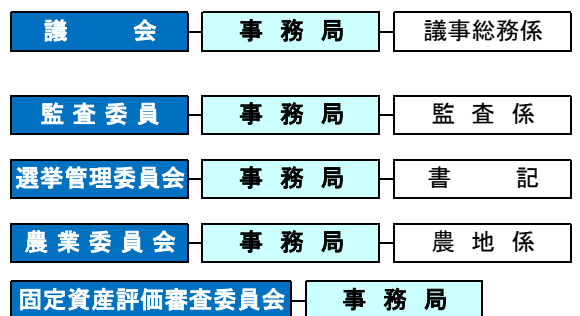 議会 事務局 議事総務係
監査委員 事務局 監査係
選挙管理委員会 事務局 書記
農業委員会 事務局 農地係
固定資産評価審査委員会 事務局